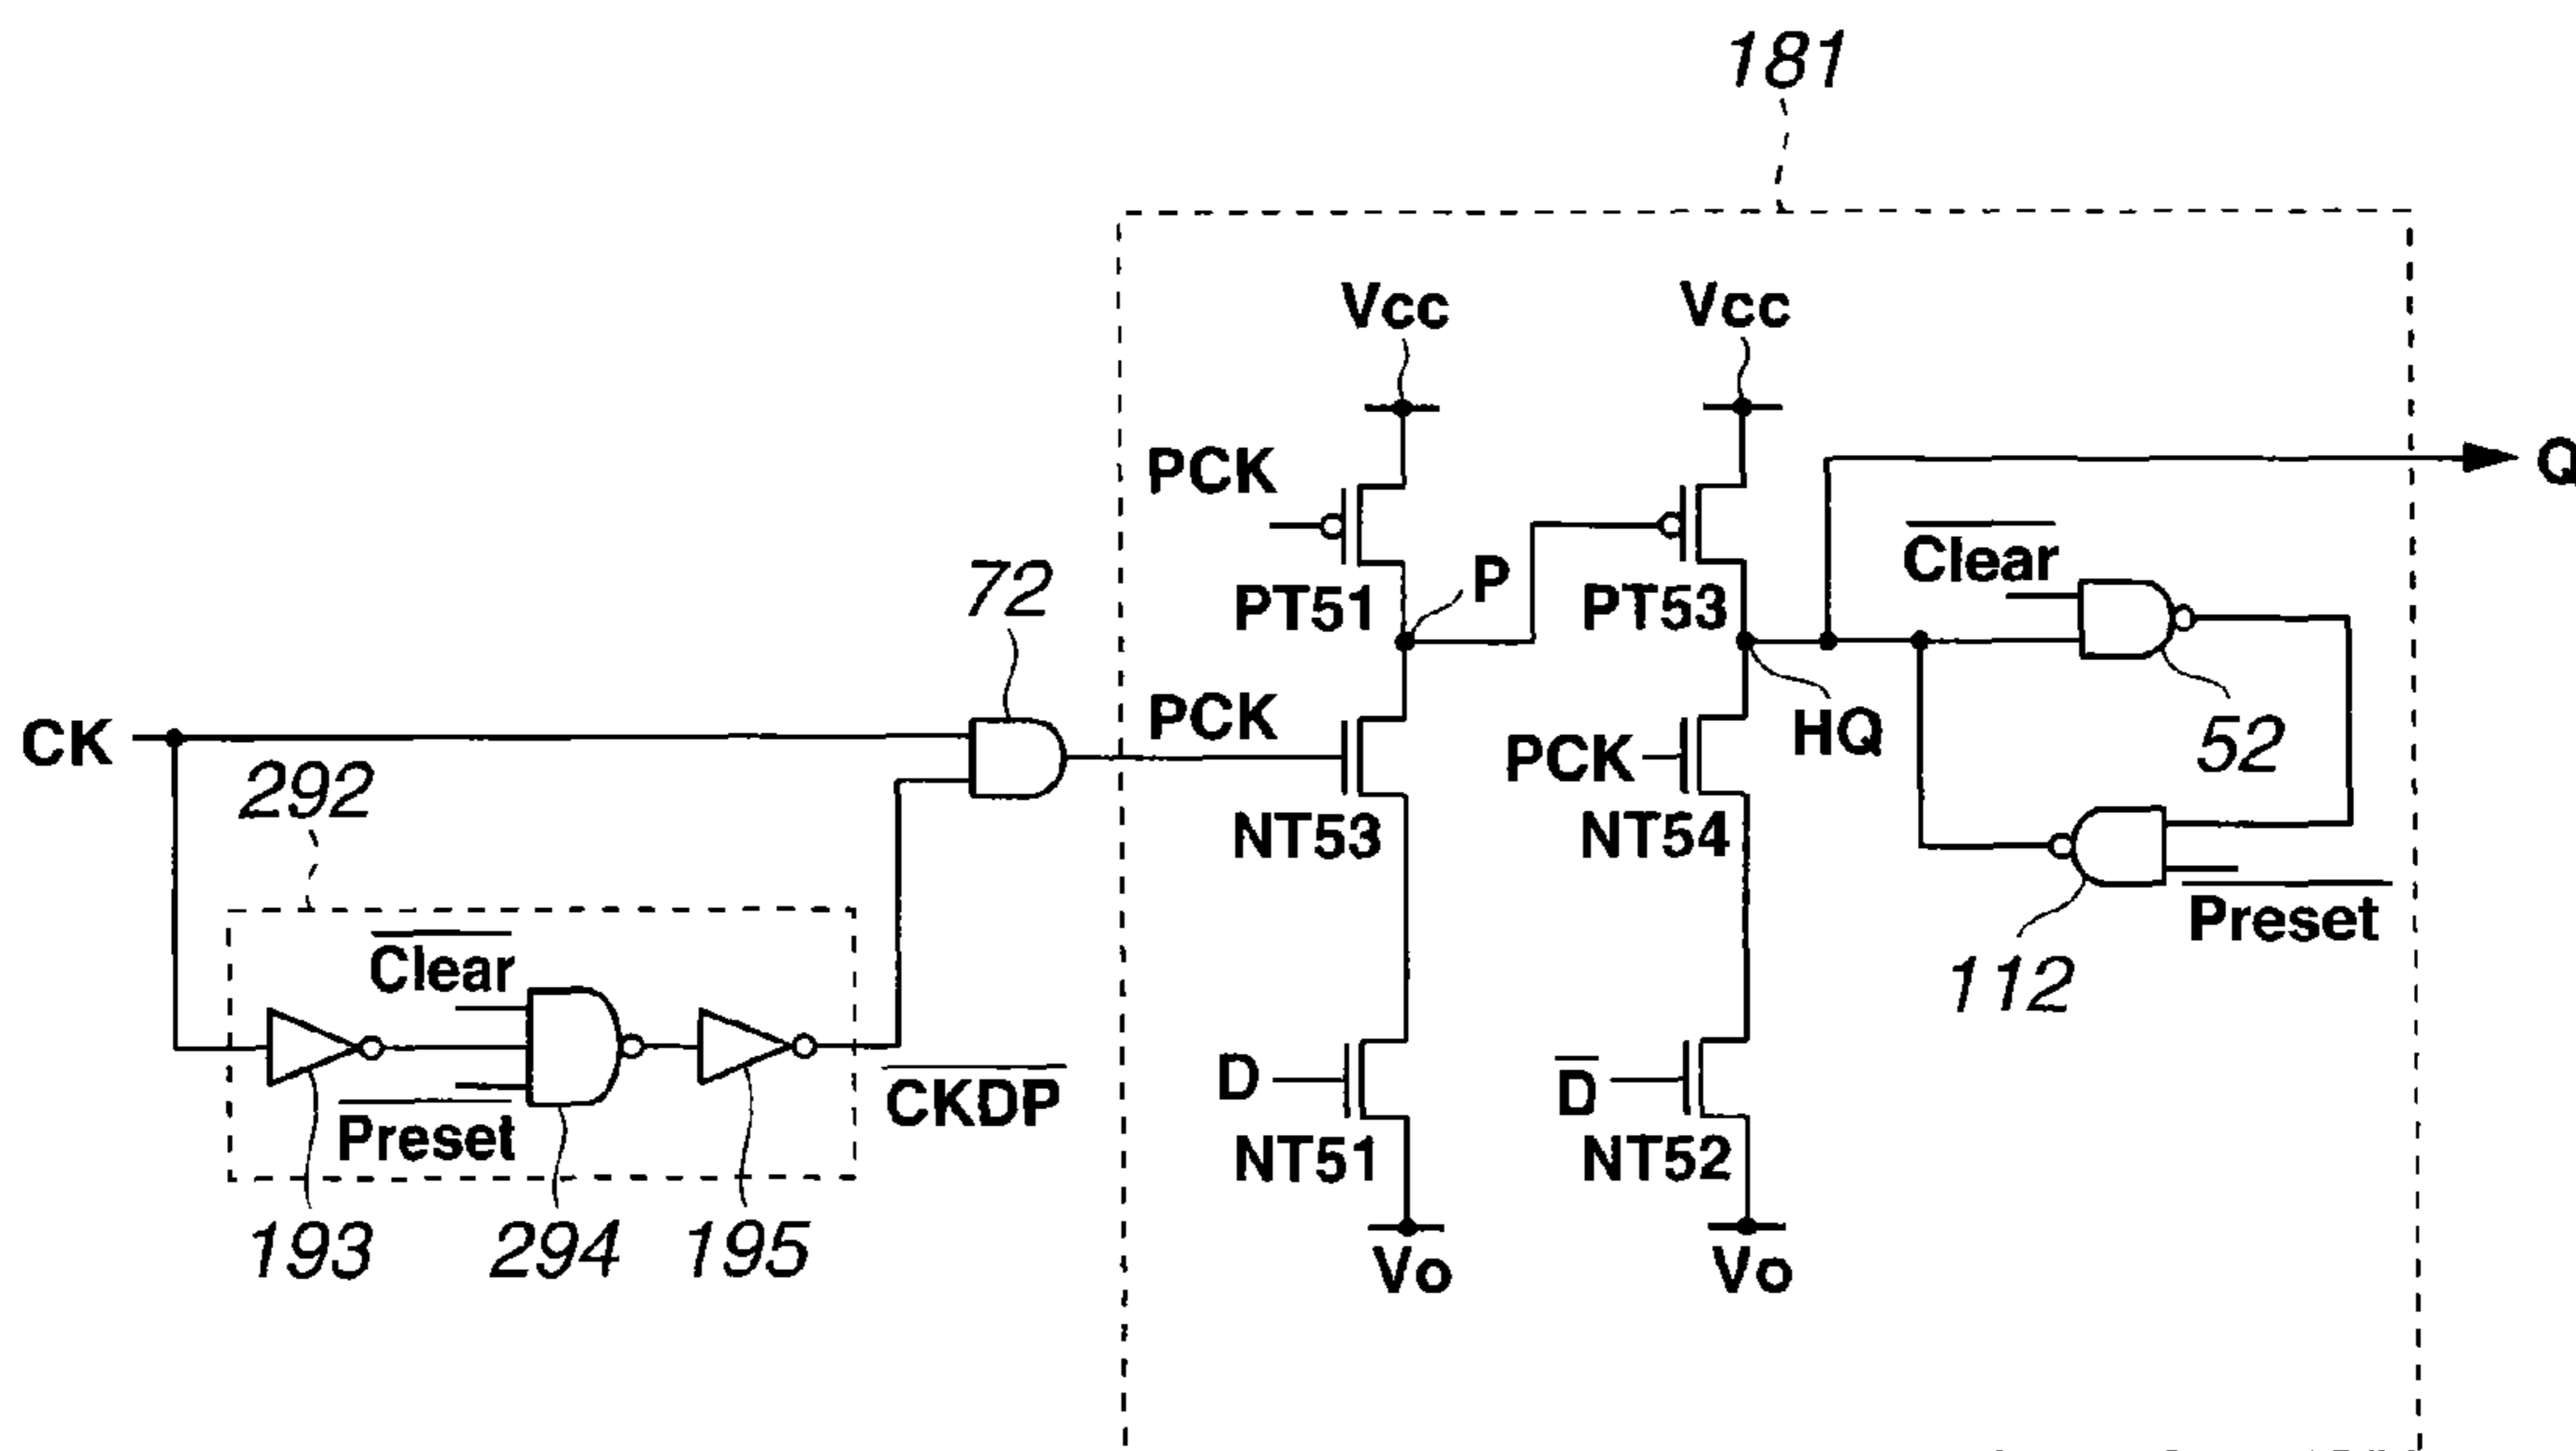 181
Vcc
Vcc
PCK
Q
PT51
P
PT53
Clear
72
PCK
CK
292
NT53
PCK
NT54
HQ
52
Preset
112
Clear
Preset
CKDP
D
NT51
D
NT52
193
294
195
Vo
Vo